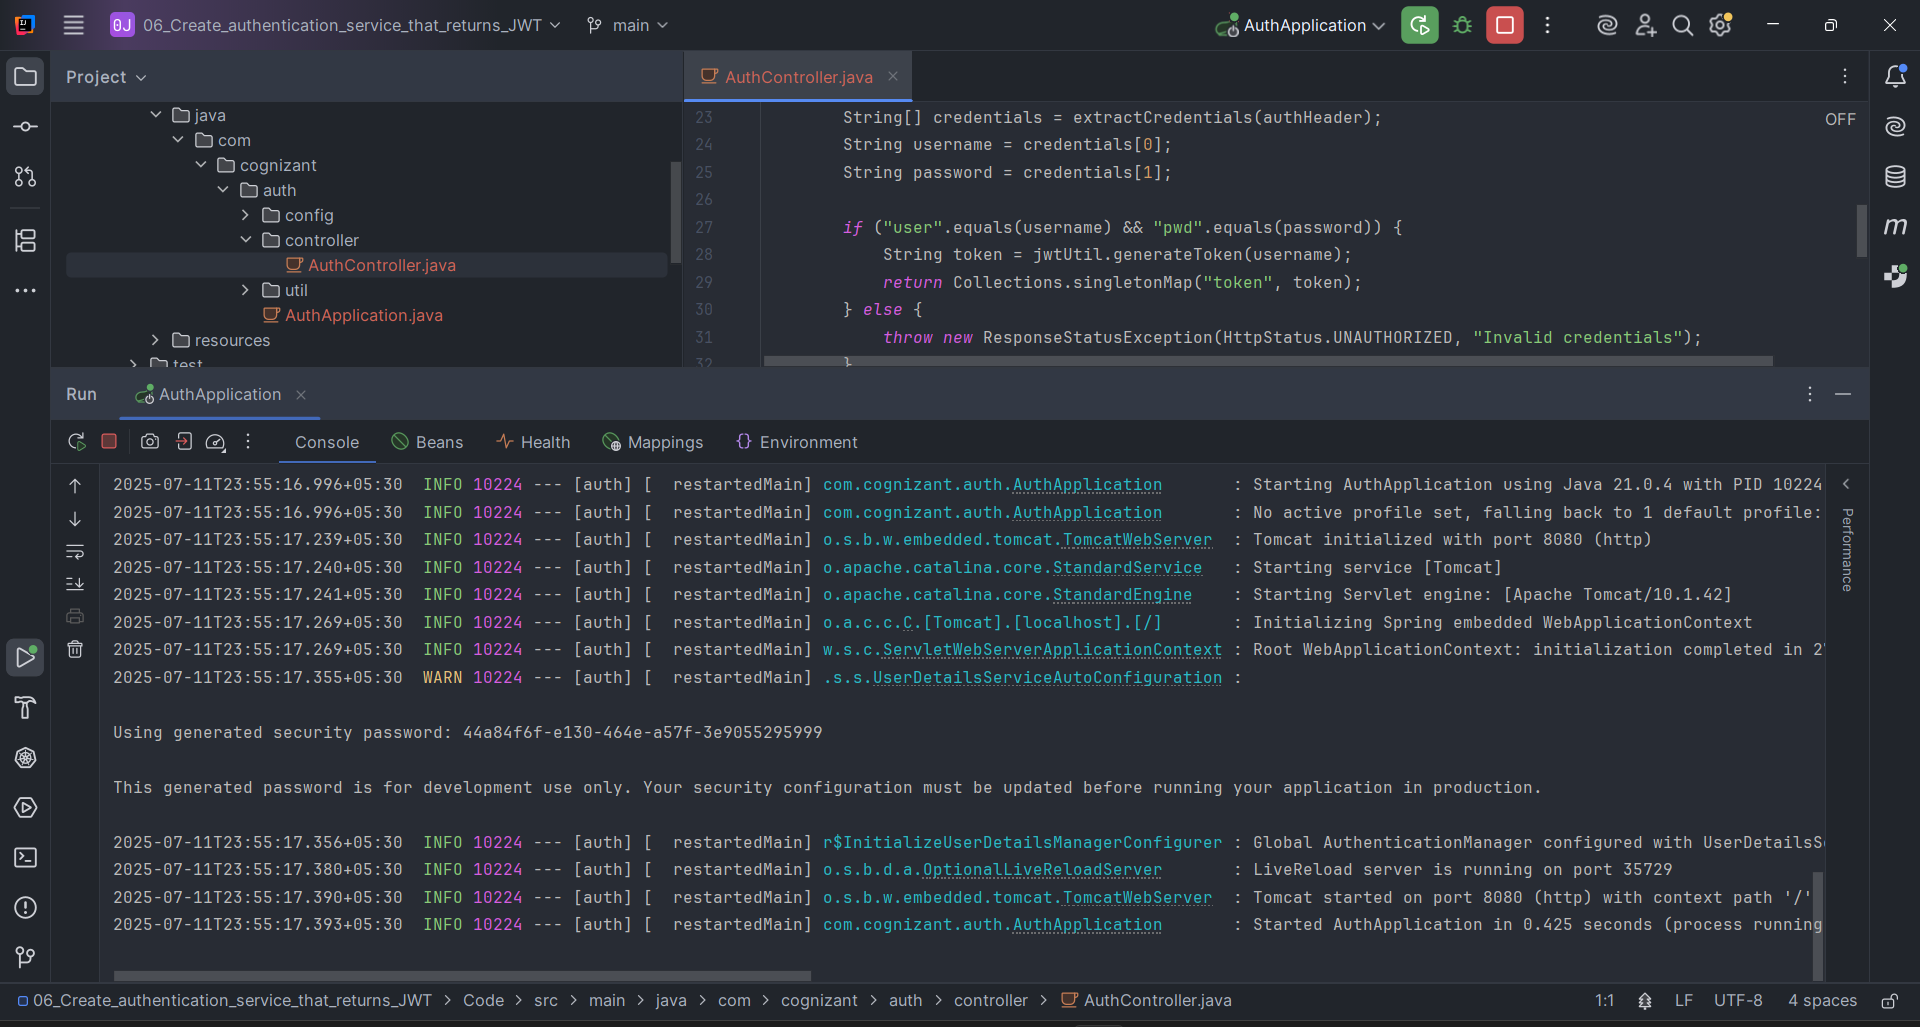 0J 06_Create_authentication_service_that_returns_JWT main AuthApplication
Project
java
com
cognizant
auth
config
controller
AuthController.java
util
AuthApplication.java
resources
test
AuthController.java
OFF
23 String[] credentials = extractCredentials(authHeader);
24 String username = credentials[0];
25 String password = credentials[1];
26
27 if ("user".equals(username) && "pwd".equals(password)) {
28 String token = jwtUtil.generateToken(username);
29 return Collections.singletonMap("token", token);
30 } else {
31 throw new ResponseStatusException(HttpStatus.UNAUTHORIZED, "Invalid credentials");
32 }
Run AuthApplication
Console Beans Health Mappings Environment
2025-07-11T23:55:16.996+05:30 INFO 10224 --- [auth] [ restartedMain] com.cognizant.auth.AuthApplication : Starting AuthApplication using Java 21.0.4 with PID 10224
2025-07-11T23:55:16.996+05:30 INFO 10224 --- [auth] [ restartedMain] com.cognizant.auth.AuthApplication : No active profile set, falling back to 1 default profile:
2025-07-11T23:55:17.239+05:30 INFO 10224 --- [auth] [ restartedMain] o.s.b.w.embedded.tomcat.TomcatWebServer : Tomcat initialized with port 8080 (http)
2025-07-11T23:55:17.240+05:30 INFO 10224 --- [auth] [ restartedMain] o.apache.catalina.core.StandardService : Starting service [Tomcat]
2025-07-11T23:55:17.241+05:30 INFO 10224 --- [auth] [ restartedMain] o.apache.catalina.core.StandardEngine : Starting Servlet engine: [Apache Tomcat/10.1.42]
2025-07-11T23:55:17.269+05:30 INFO 10224 --- [auth] [ restartedMain] o.a.c.c.C.[Tomcat].[localhost].[/] : Initializing Spring embedded WebApplicationContext
2025-07-11T23:55:17.269+05:30 INFO 10224 --- [auth] [ restartedMain] w.s.c.ServletWebServerApplicationContext : Root WebApplicationContext: initialization completed in
2025-07-11T23:55:17.355+05:30 WARN 10224 --- [auth] [ restartedMain] .s.s.UserDetailsServiceAutoConfiguration :
Using generated security password: 44a84f6f-e130-464e-a57f-3e9055295999
This generated password is for development use only. Your security configuration must be updated before running your application in production.
2025-07-11T23:55:17.356+05:30 INFO 10224 --- [auth] [ restartedMain] r$InitializeUserDetailsManagerConfigurer : Global AuthenticationManager configured with UserDetailsS
2025-07-11T23:55:17.380+05:30 INFO 10224 --- [auth] [ restartedMain] o.s.b.d.a.OptionalLiveReloadServer : LiveReload server is running on port 35729
2025-07-11T23:55:17.390+05:30 INFO 10224 --- [auth] [ restartedMain] o.s.b.w.embedded.tomcat.TomcatWebServer : Tomcat started on port 8080 (http) with context path '/'
2025-07-11T23:55:17.393+05:30 INFO 10224 --- [auth] [ restartedMain] com.cognizant.auth.AuthApplication : Started AuthApplication in 0.425 seconds (process running
Performance
06_Create_authentication_service_that_returns_JWT > Code > src > main > java > com > cognizant > auth > controller > AuthController.java 1:1 LF UTF-8 4 spaces